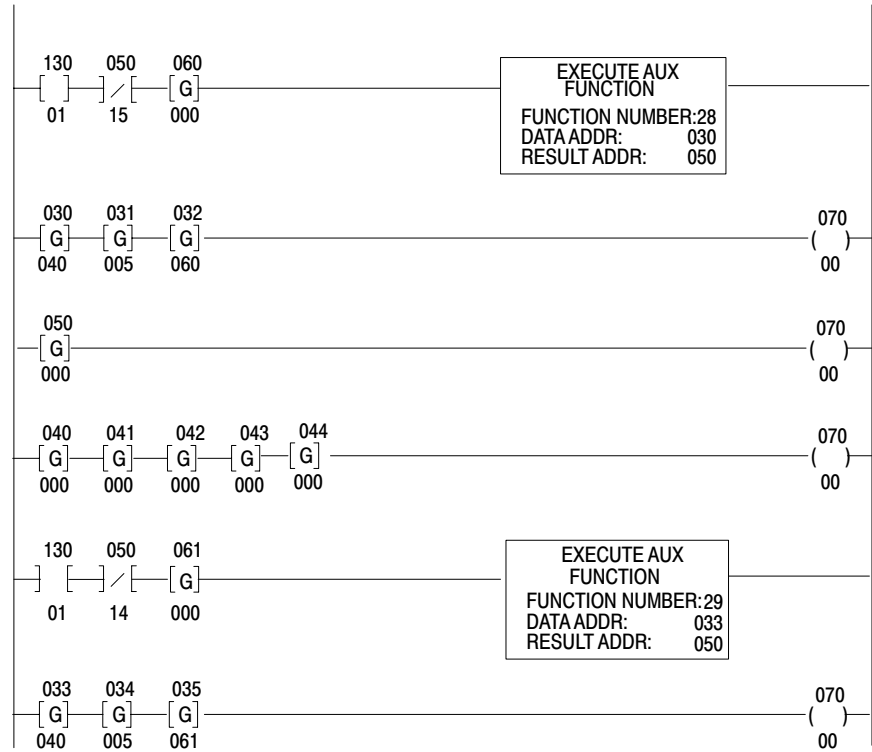 130 050 060
G
01 15 000
EXECUTE AUX
FUNCTION
FUNCTION NUMBER:28
DATA ADDR: 030
RESULT ADDR: 050
030 031 032 070
G G G ( )
040 005 060 00
050 070
G ( )
000 00
040 041 042 043 044 070
G G G G G ( )
000 000 000 000 000 00
130 050 061
G
01 14 000
EXECUTE AUX
FUNCTION
FUNCTION NUMBER:29
DATA ADDR: 033
RESULT ADDR: 050
033 034 035 070
G G G ( )
040 005 061 00